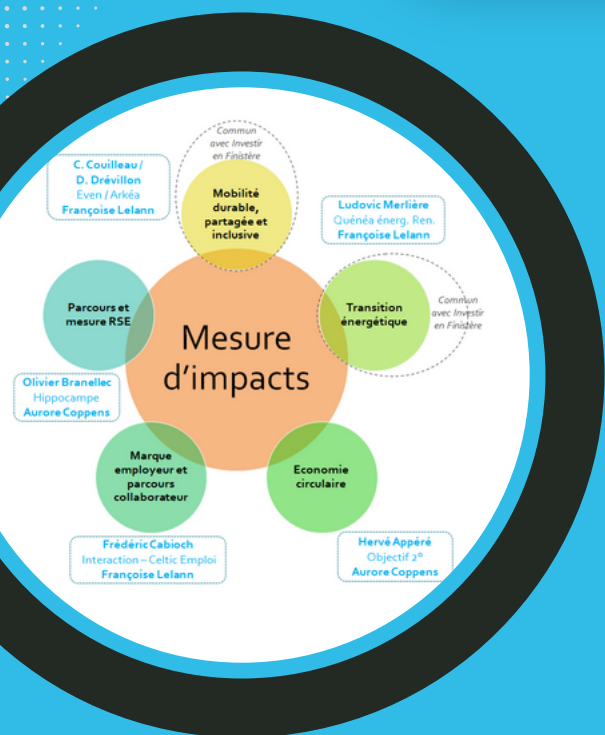 Commun
avec Investir
en Finistère
C. Couilleau /
D. Drévillon
Even / Arkéa
Françoise Lelann
Mobilité
durable,
partagée et
inclusive
Ludovic Merlière
Quénéa énerg. Ren.
Françoise Lelann
Parcours et
mesure RSE
Transition
énergétique
Commun
avec Investir
en Finistère
Mesure
d'impacts
Olivier Branellec
Hippocampe
Aurore Coppens
Marque
employeur et
parcours
collaborateur
Economie
circulaire
Frédéric Cabioch
Interaction – Celtic Emploi
Françoise Lelann
Hervé Appéré
Objectif 2°
Aurore Coppens